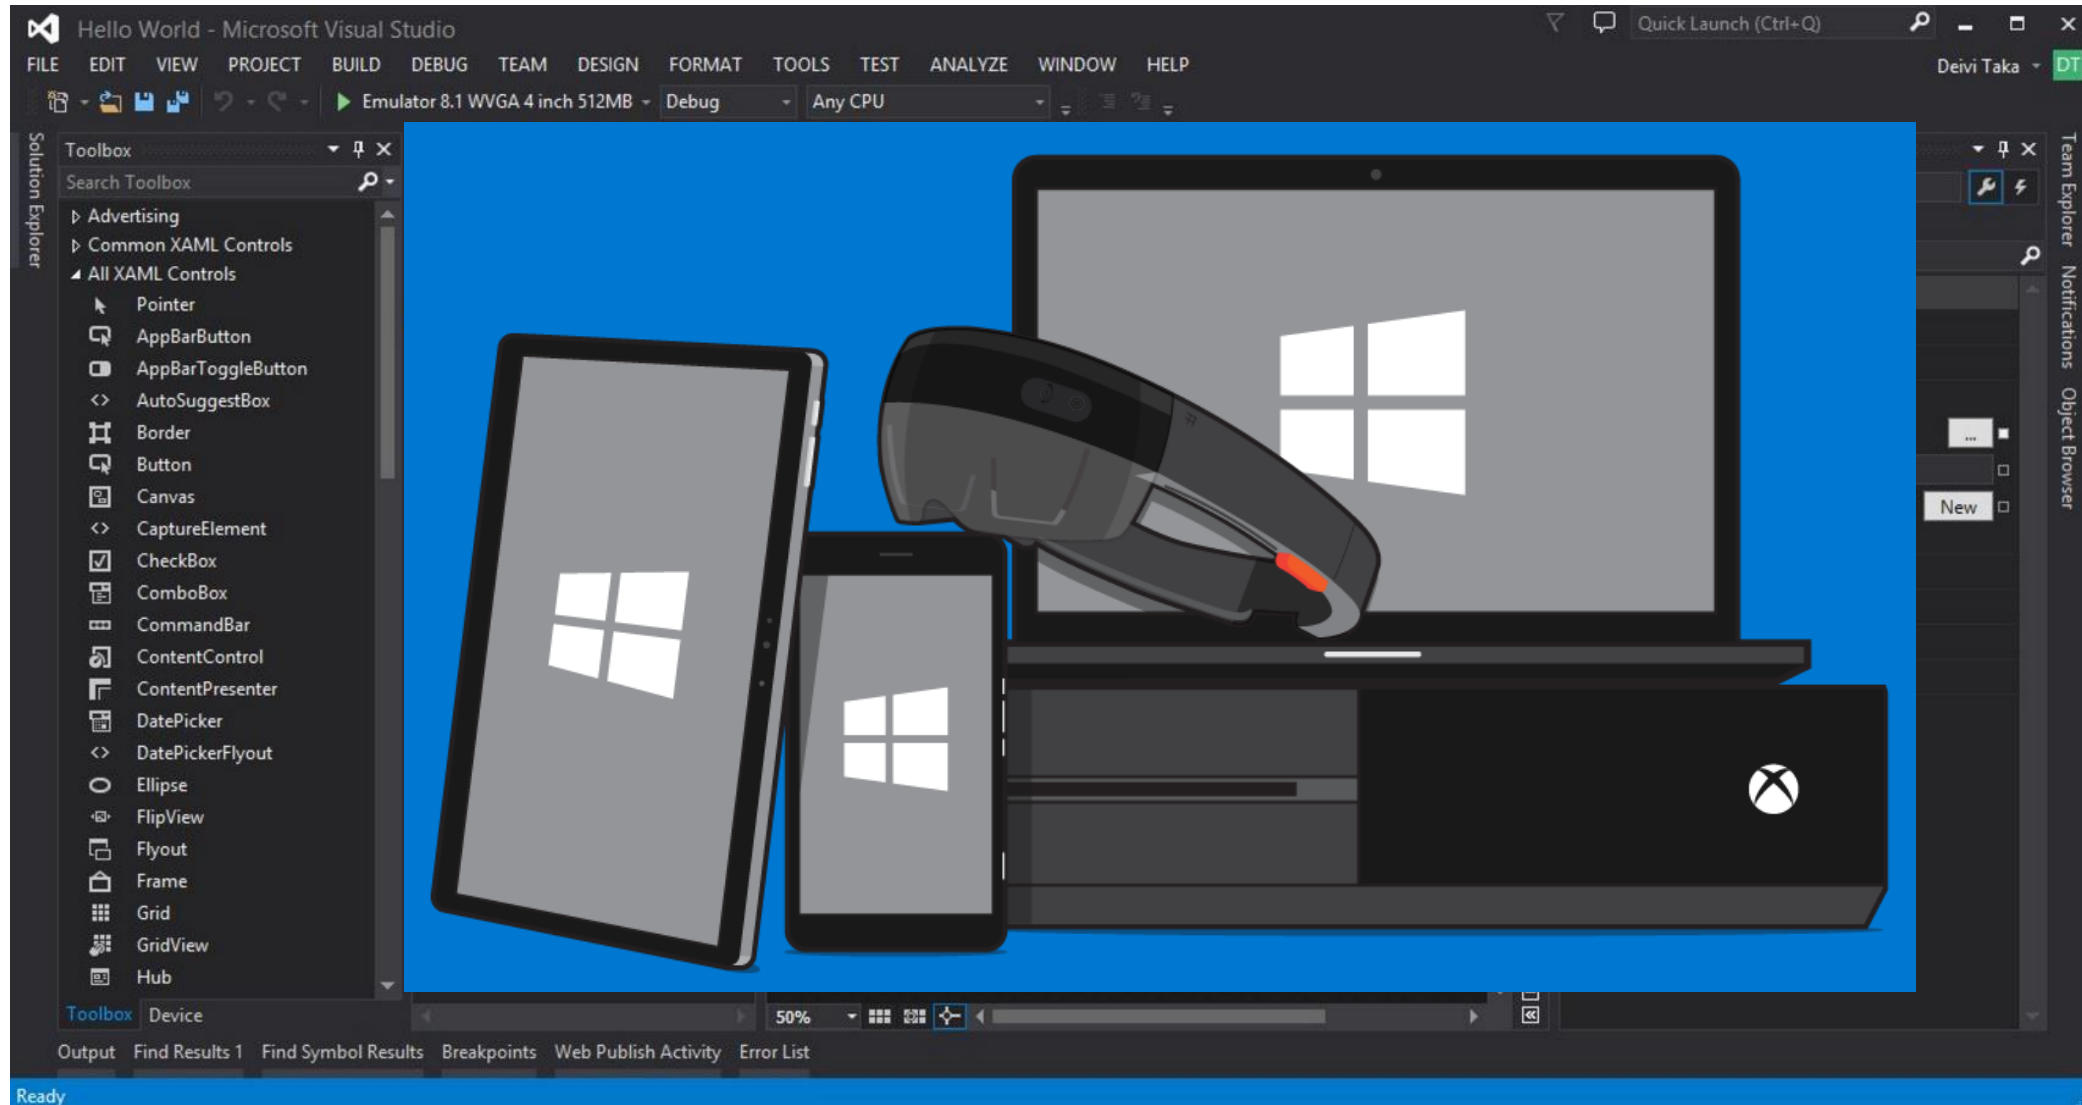 Hello World - Microsoft Visual Studio
Quick Launch (Ctrl+Q)
FILE EDIT VIEW PROJECT BUILD DEBUG TEAM DESIGN FORMAT TOOLS TEST ANALYZE WINDOW HELP
Deivi Taka DT
Emulator 8.1 WVGA 4 inch 512MB Debug Any CPU
Solution Explorer
Toolbox
Search Toolbox
Advertising
Common XAML Controls
All XAML Controls
Pointer
AppBarButton
AppBarToggleButton
AutoSuggestBox
Border
Button
Canvas
CaptureElement
CheckBox
ComboBox
CommandBar
ContentControl
ContentPresenter
DatePicker
DatePickerFlyout
Ellipse
FlipView
Flyout
Frame
Grid
GridView
Hub
Toolbox Device
...
New
Team Explorer
Notifications
Object Browser
50%
Output Find Results 1 Find Symbol Results Breakpoints Web Publish Activity Error List
Ready